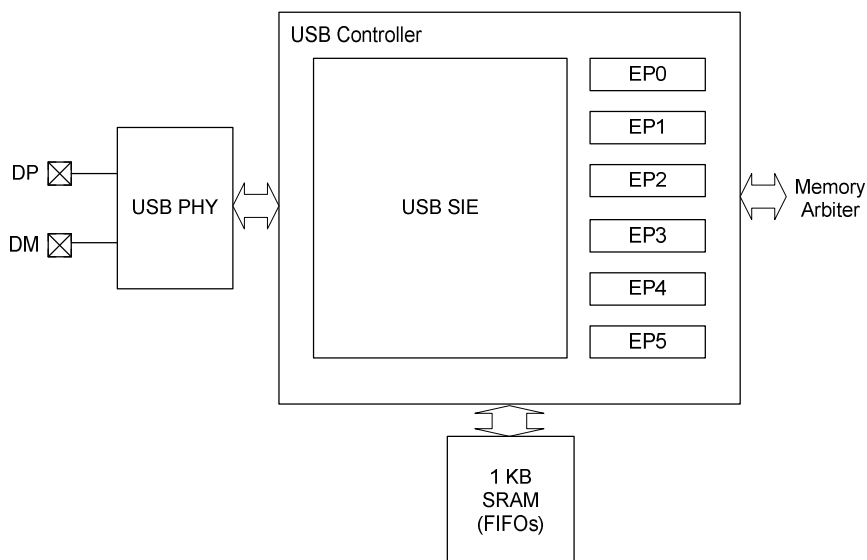 USB Controller
DP
DM
USB PHY
USB SIE
EP0
EP1
EP2
EP3
EP4
EP5
Memory
Arbiter
1 KB
SRAM
(FIFOs)